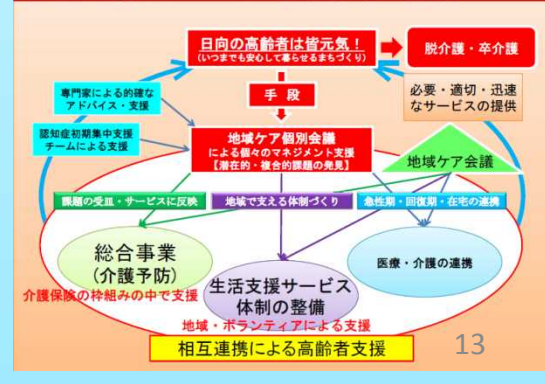 日向の高齢者は皆元気！
(いつまでも安心して暮らせるまちづくり)
脱介護・卒介護
手 段
専門家による的確な
アドバイス・支援
認知症初期集中支援
チームによる支援
必要・適切・迅速
なサービスの提供
地域ケア個別会議
による個々のマネジメント支援
【潜在的・複合的課題の発見】
地域ケア会議
課題の受皿・サービスに反映
地域で支える体制づくり
急性期・回復期・在宅の連携
総合事業
（介護予防）
介護保険の枠組みの中で支援
生活支援サービス
体制の整備
地域・ボランティアによる支援
医療・介護の連携
相互連携による高齢者支援
13